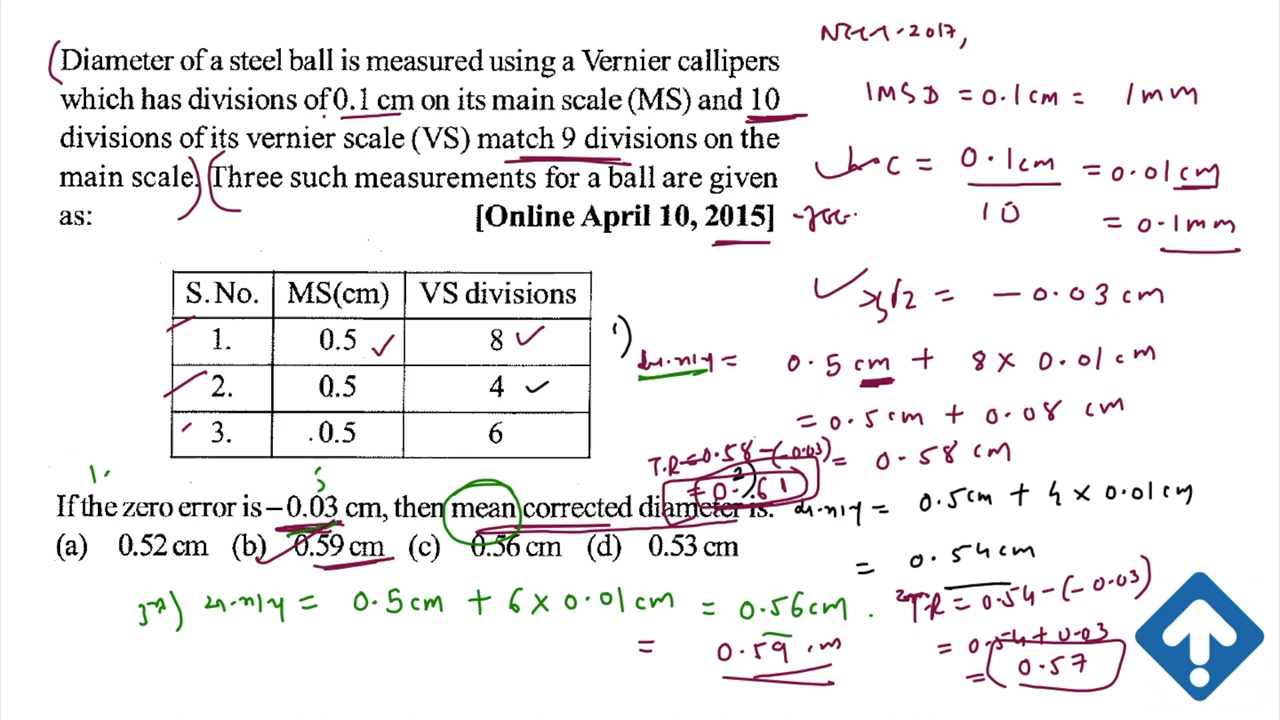 (Diameter of a steel ball is measured using a Vernier callipers
which has divisions of 0.1 cm on its main scale (MS) and 10
divisions of its vernier scale (VS) match 9 divisions on the
main scale.) (Three such measurements for a ball are given
as: [Online April 10, 2015]
S.No. MS(cm) VS divisions
1. 0.5 8
2. 0.5 4
3. 0.5 6
If the zero error is –0.03 cm, then mean corrected diameter is:
(a) 0.52 cm (b) 0.59 cm (c) 0.56 cm (d) 0.53 cm
2017,
1MSD = 0.1cm = 1mm
C = 0.1cm / 10 = 0.01cm
= 0.1mm
= – 0.03 cm
1)
= 0.5 cm + 8 × 0.01cm
= 0.5cm + 0.08 cm
= 0.58 cm
T.R = 0.58 – (–0.03)
= 0.61
2)
= 0.5cm + 4 × 0.01cm
= 0.54cm
T.R = 0.54 – (–0.03)
= 0.54 + 0.03
= 0.57
= 0.5cm + 6 × 0.01cm = 0.56cm.
= 0.59 cm